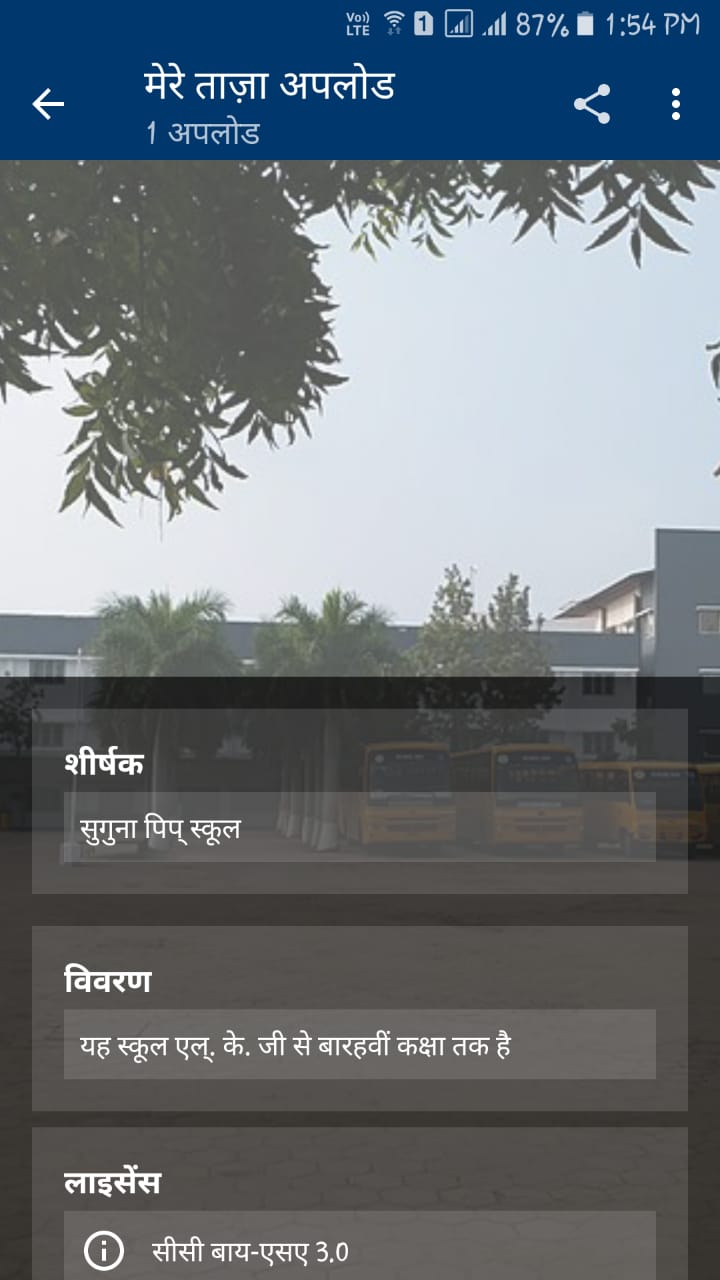 Vo))
LTE
1
87%
1:54 PM
मेरे ताज़ा अपलोड
1 अपलोड
शीर्षक
सुगुना पिप् स्कूल
विवरण
यह स्कूल एल्. के. जी से बारहवीं कक्षा तक है
लाइसेंस
सीसी बाय-एसए 3.0